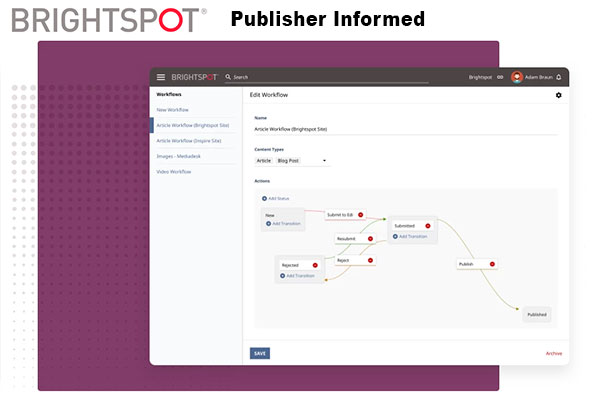 BRIGHTSPOT® Publisher Informed
BRIGHTSPOT Search Brightspot Adam Braun
Workflows
New Workflow
Article Workflow (Brightspot Site)
Article Workflow (Inspire Site)
Images - Mediadesk
Video Workflow
Edit Workflow
Name
Article Workflow (Brightspot Site)
Content Types
Article Blog Post
Actions
Add Status
New
Add Transition
Submit to Edi
Submitted
Add Transition
Resubmit
Rejected
Add Transition
Reject
Publish
Published
SAVE
Archive